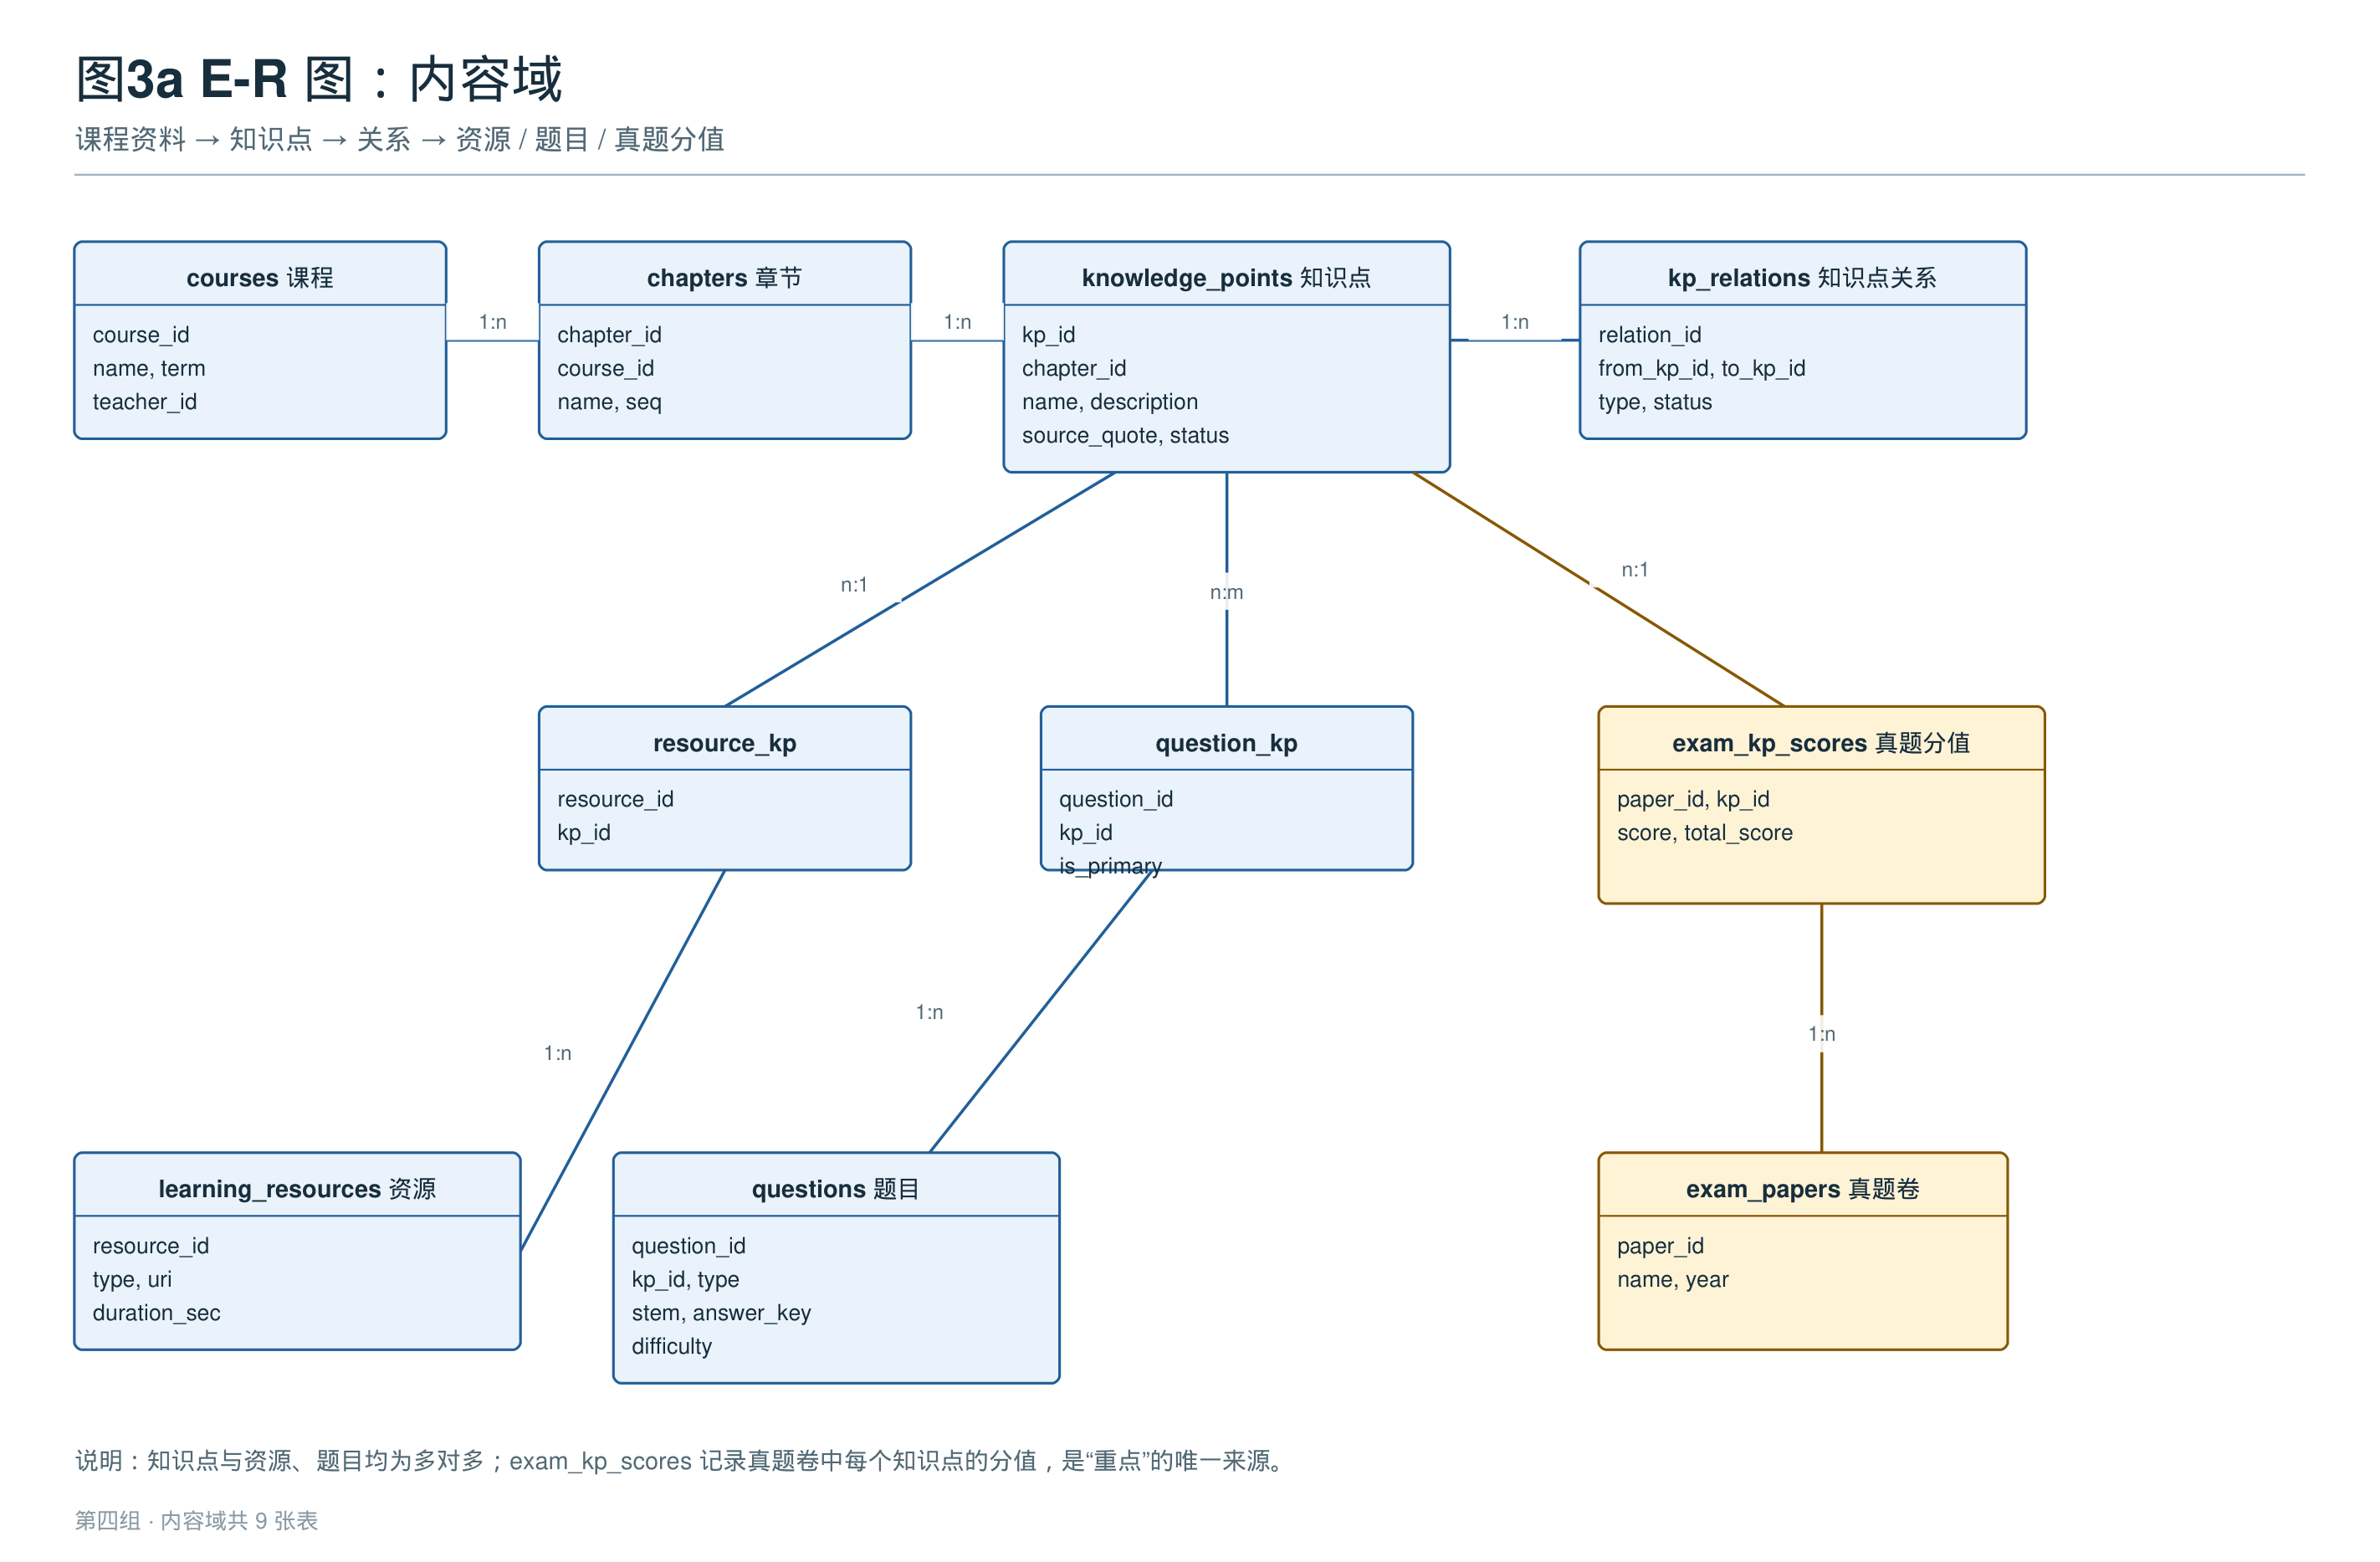 图3a E-R 图：内容域
课程资料 → 知识点 → 关系 → 资源 / 题目 / 真题分值
courses 课程
course_id
name, term
teacher_id
1:n
chapters 章节
chapter_id
course_id
name, seq
1:n
knowledge_points 知识点
kp_id
chapter_id
name, description
source_quote, status
1:n
kp_relations 知识点关系
relation_id
from_kp_id, to_kp_id
type, status
n:1
n:m
n:1
resource_kp
resource_id
kp_id
question_kp
question_id
kp_id
is_primary
exam_kp_scores 真题分值
paper_id, kp_id
score, total_score
1:n
1:n
1:n
learning_resources 资源
resource_id
type, uri
duration_sec
questions 题目
question_id
kp_id, type
stem, answer_key
difficulty
exam_papers 真题卷
paper_id
name, year
说明：知识点与资源、题目均为多对多；exam_kp_scores 记录真题卷中每个知识点的分值，是“重点”的唯一来源。
第四组 · 内容域共 9 张表